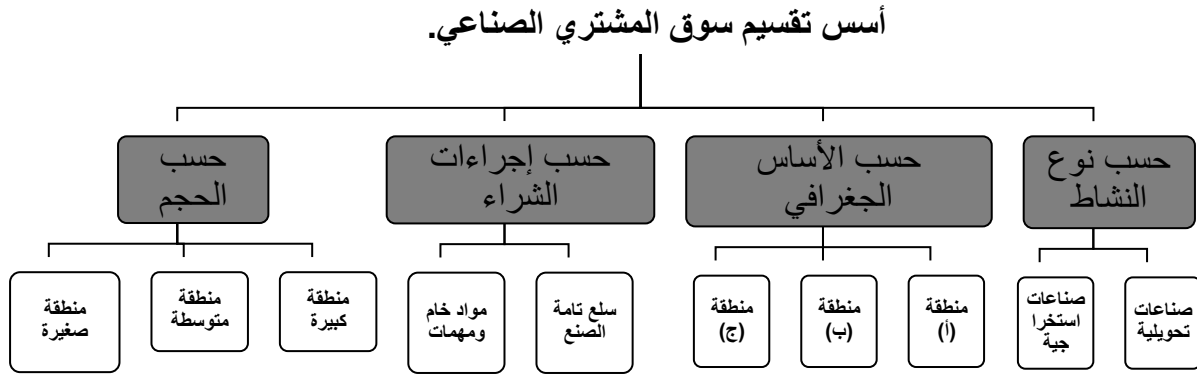 أسس تقسيم سوق المشتري الصناعي.
حسب نوع
النشاط
حسب الأساس
الجغرافي
حسب إجراءات
الشراء
حسب
الحجم
صناعات
تحويلية
صناعات
استخرا
جية
منطقة
(أ)
منطقة
(ب)
منطقة
(ج)
سلع تامة
الصنع
مواد خام
ومهمات
منطقة
كبيرة
منطقة
متوسطة
منطقة
صغيرة